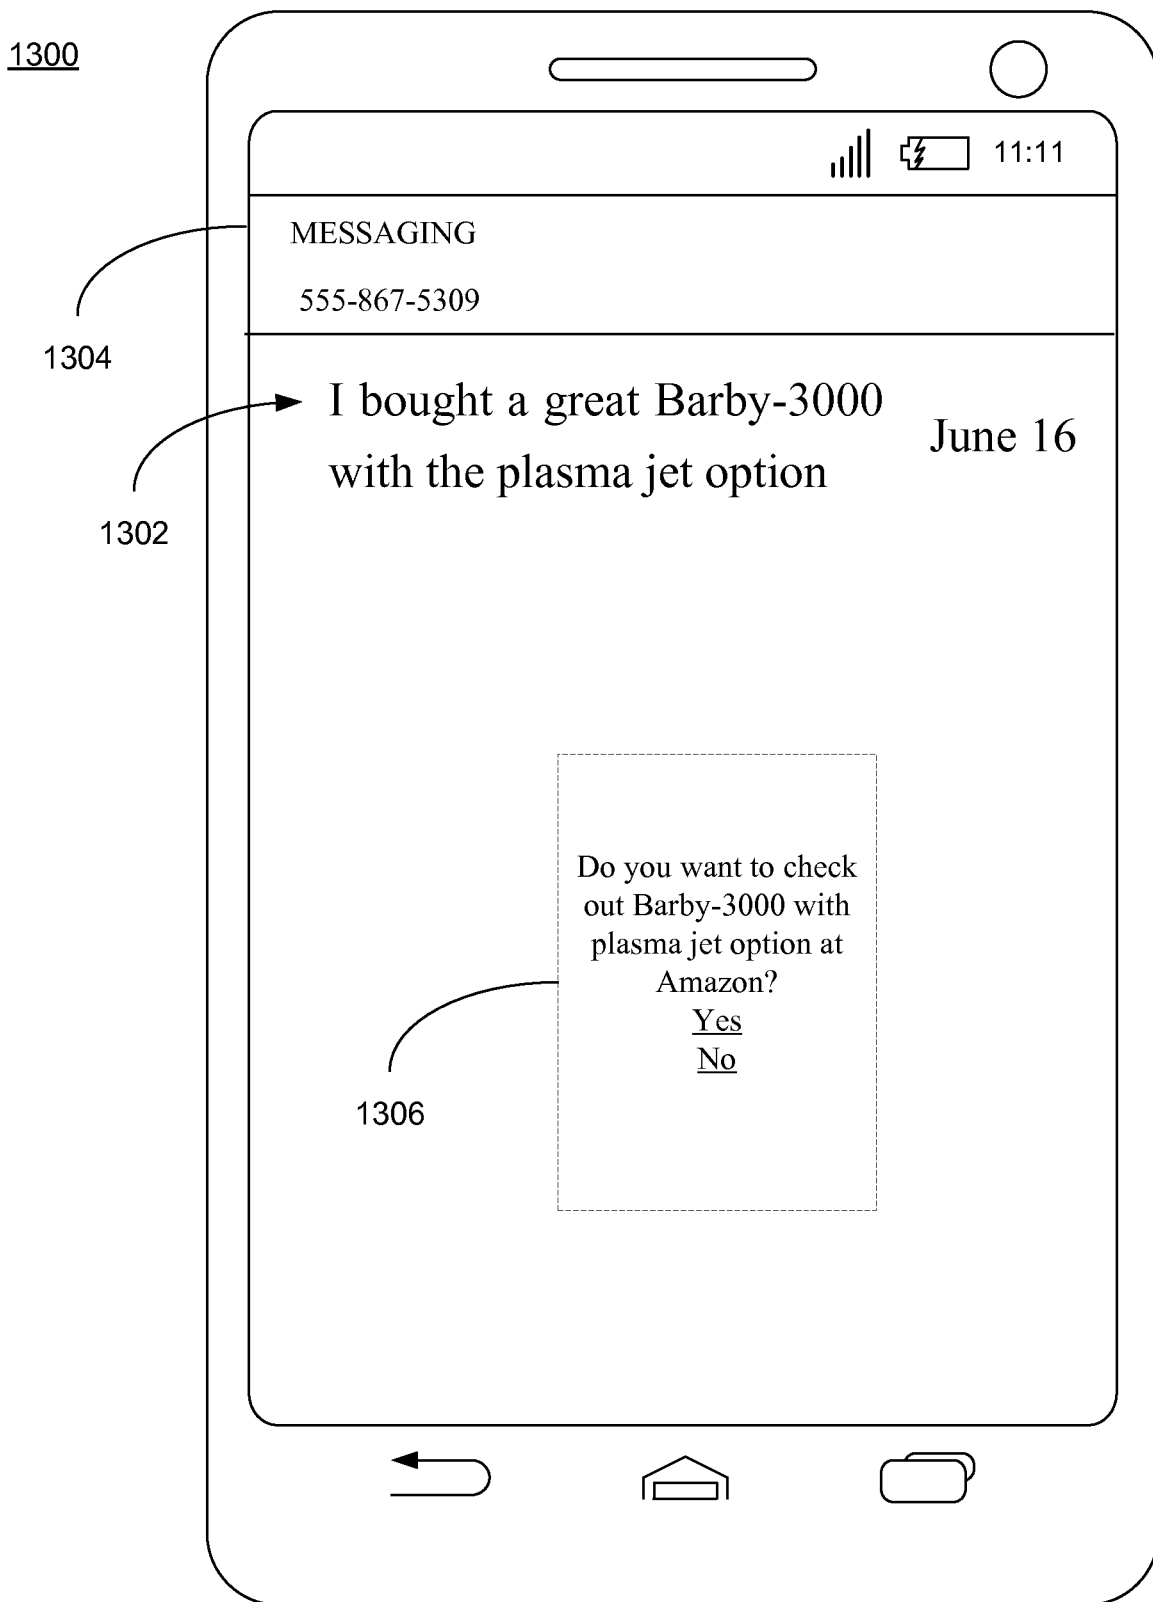 1300
11:11
MESSAGING
555-867-5309
1304
I bought a great Barby-3000
with the plasma jet option
June 16
1302
Do you want to check
out Barby-3000 with
plasma jet option at
Amazon?
Yes
No
1306